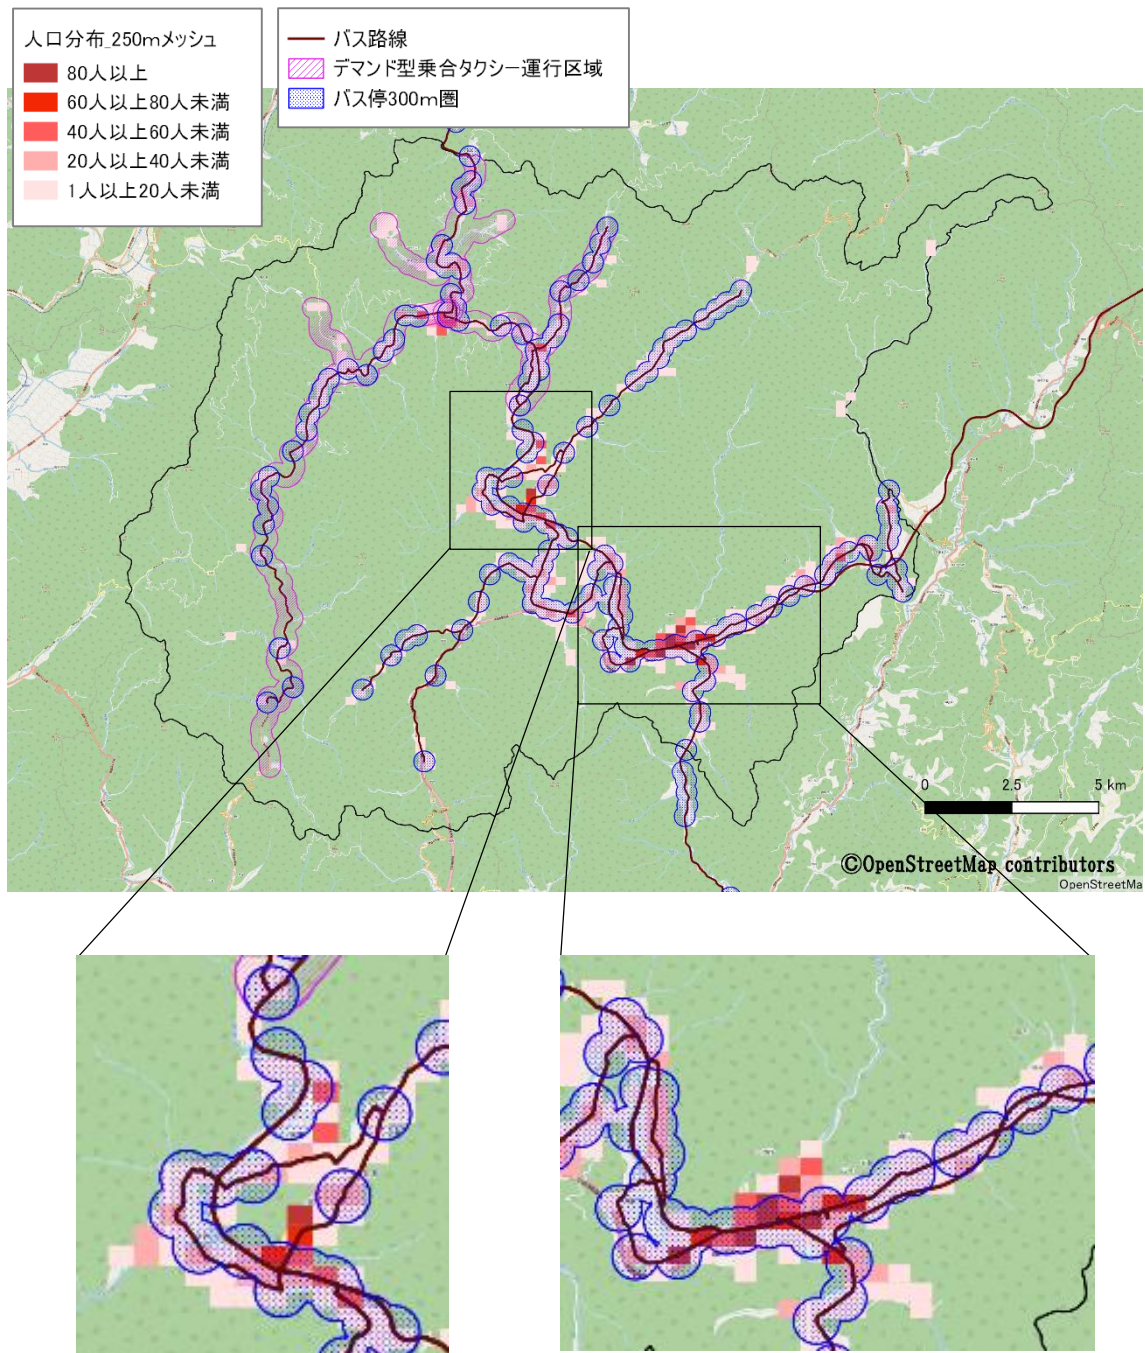 人口分布_250mメッシュ
80人以上
60人以上80人未満
40人以上60人未満
20人以上40人未満
1人以上20人未満
バス路線
デマンド型乗合タクシー運行区域
バス停300m圏
0 2.5 5 km
©OpenStreetMap contributors
OpenStreetMa